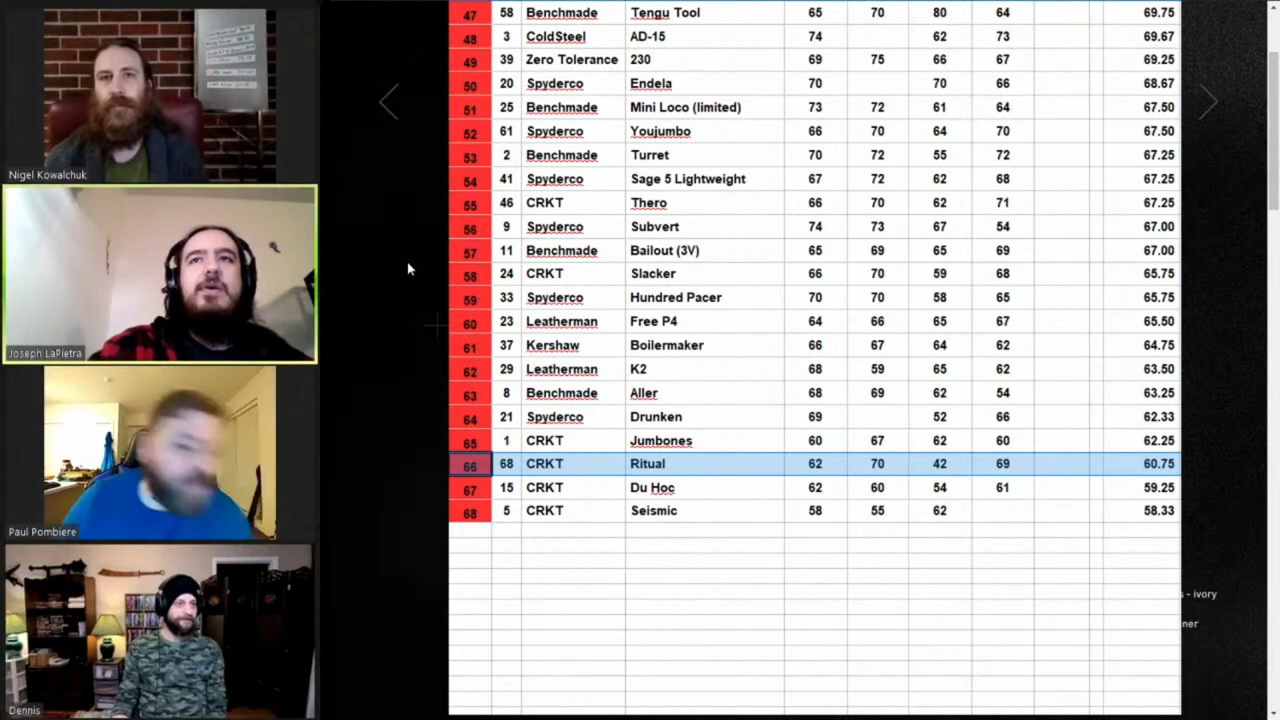 Nigel Kowalchuk
Joseph LaPietra
Paul Pombiere
Dennis
47 58 Benchmade Tengu Tool 65 70 80 64 69.75
48 3 ColdSteel AD-15 74 62 73 69.67
49 39 Zero Tolerance 230 69 75 66 67 69.25
50 20 Spyderco Endela 70 70 66 68.67
51 25 Benchmade Mini Loco (limited) 73 72 61 64 67.50
52 61 Spyderco Youjumbo 66 70 64 70 67.50
53 2 Benchmade Turret 70 72 55 72 67.25
54 41 Spyderco Sage 5 Lightweight 67 72 62 68 67.25
55 46 CRKT Thero 66 70 62 71 67.25
56 9 Spyderco Subvert 74 73 67 54 67.00
57 11 Benchmade Bailout (3V) 65 69 65 69 67.00
58 24 CRKT Slacker 66 70 59 68 65.75
59 33 Spyderco Hundred Pacer 70 70 58 65 65.75
60 23 Leatherman Free P4 64 66 65 67 65.50
61 37 Kershaw Boilermaker 66 67 64 62 64.75
62 29 Leatherman K2 68 59 65 62 63.50
63 8 Benchmade Aller 68 69 62 54 63.25
64 21 Spyderco Drunken 69 52 66 62.33
65 1 CRKT Jumbones 60 67 62 60 62.25
66 68 CRKT Ritual 62 70 42 69 60.75
67 15 CRKT Du Hoc 62 60 54 61 59.25
68 5 CRKT Seismic 58 55 62 58.33
s - ivory
ner